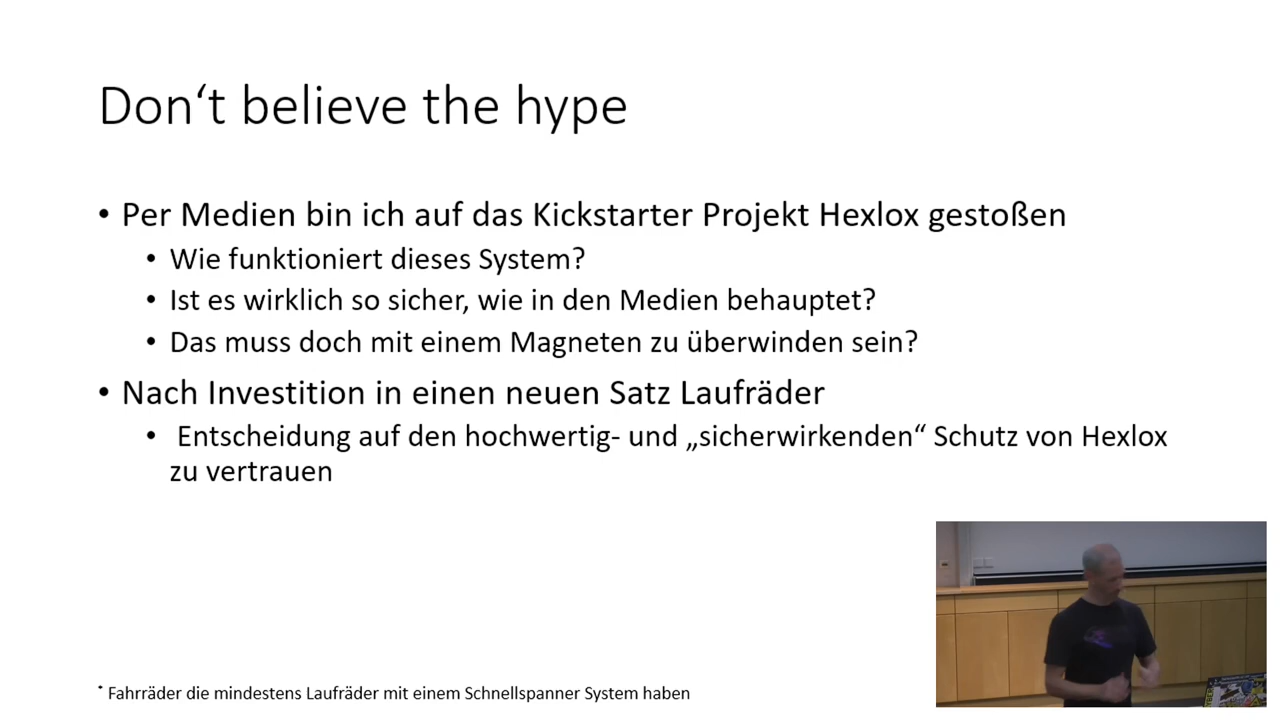 Don‘t believe the hype
• Per Medien bin ich auf das Kickstarter Projekt Hexlox gestoßen
• Wie funktioniert dieses System?
• Ist es wirklich so sicher, wie in den Medien behauptet?
• Das muss doch mit einem Magneten zu überwinden sein?
• Nach Investition in einen neuen Satz Laufräder
• Entscheidung auf den hochwertig- und „sicherwirkenden“ Schutz von Hexlox
zu vertrauen
* Fahrräder die mindestens Laufräder mit einem Schnellspanner System haben